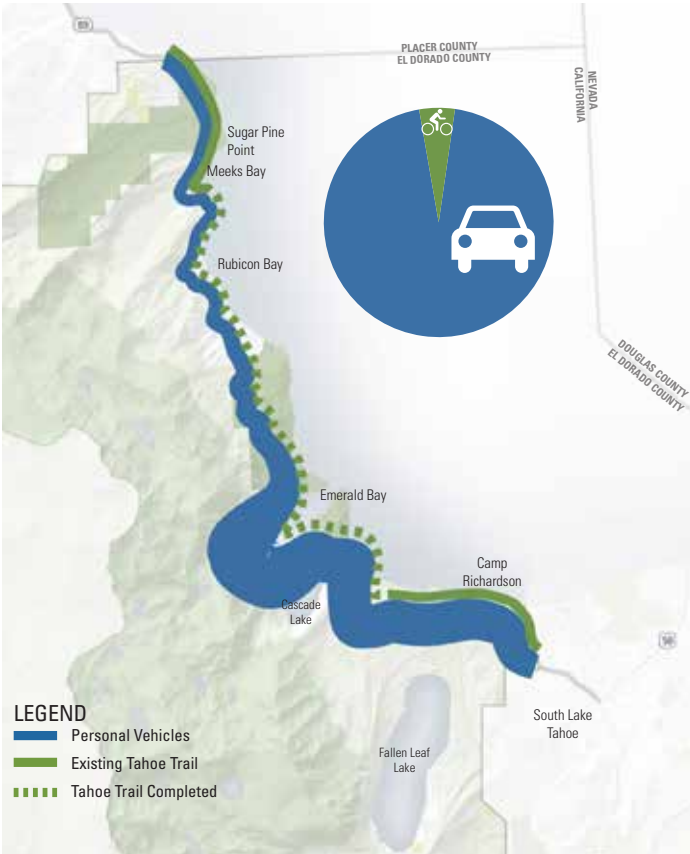 89
PLACER COUNTY
EL DORADO COUNTY
NEVADA
CALIFORNIA
Sugar Pine
Point
Meeks Bay
Rubicon Bay
DOUGLAS COUNTY
EL DORADO COUNTY
Emerald Bay
Camp
Richardson
Cascade
Lake
50
South Lake
Tahoe
Fallen Leaf
Lake
LEGEND
Personal Vehicles
Existing Tahoe Trail
Tahoe Trail Completed